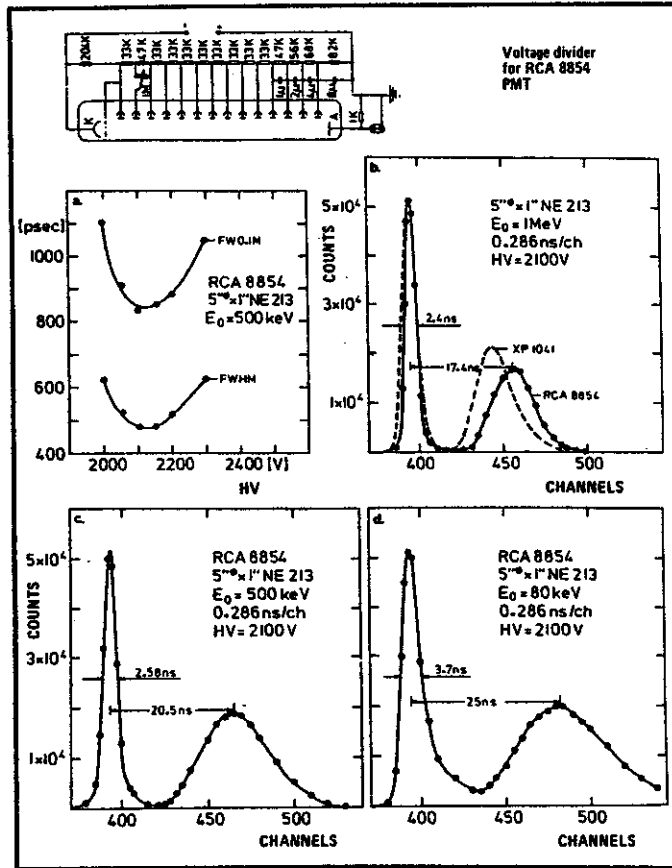 Voltage divider
for RCA 8854
PMT
33K
47K
33K
33K
33K
33K
33K
33K
33K
33K
47K
56K
68K
82K
K
A
1K
a.
[psec]
1000
800
600
400
FW0.1M
RCA 8854
5"ø×1" NE 213
E0=500keV
FWHM
2000 2200 2400 [V]
HV
b.
COUNTS
5×10⁴
3×10⁴
1×10⁴
5"ø×1" NE 213
E0=1MeV
0.286ns/ch
HV=2100V
2.4ns
XP 1041
17.4ns
RCA 8854
400 450 500
CHANNELS
c.
COUNTS
5×10⁴
3×10⁴
1×10⁴
RCA 8854
5"ø×1" NE 213
E0=500keV
0.286ns/ch
HV=2100V
2.58ns
20.5ns
400 450 500
CHANNELS
d.
RCA 8854
5"ø×1" NE 213
E0=80keV
0.286ns/ch
HV=2100V
3.7ns
25ns
400 450 500
CHANNELS